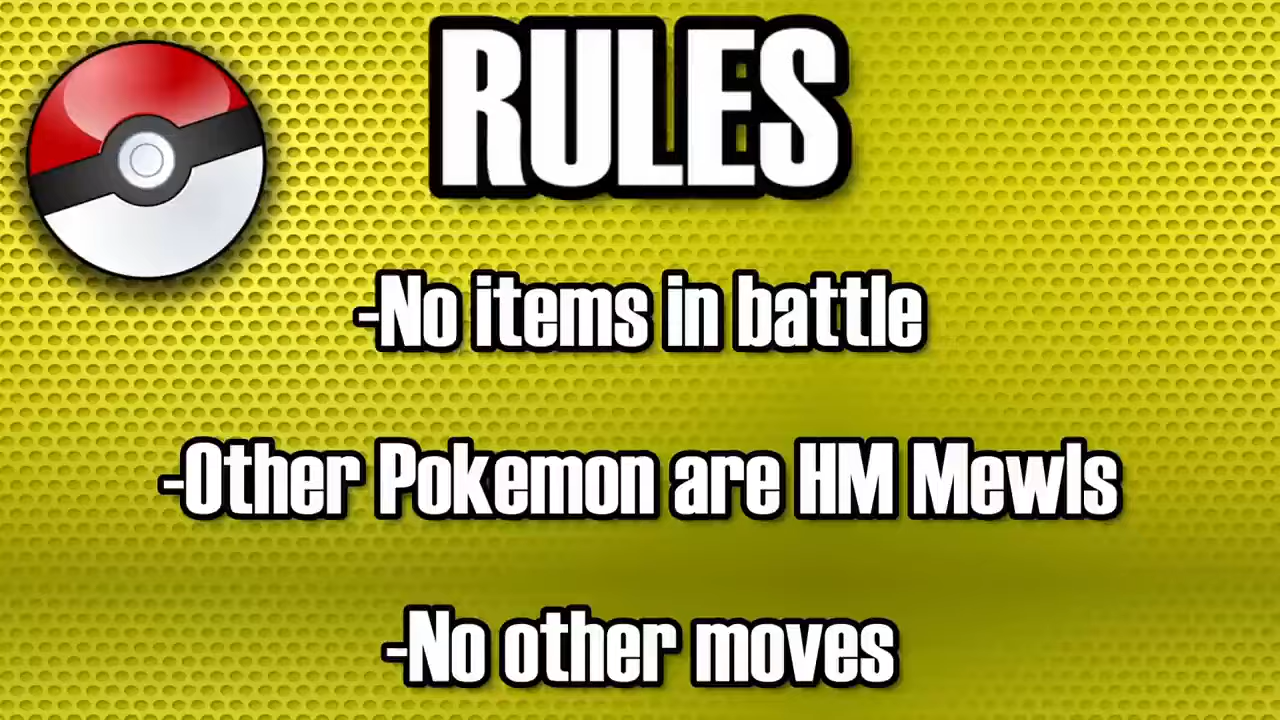 RULES
-No items in battle
-Other Pokemon are HM Mewls
-No other moves